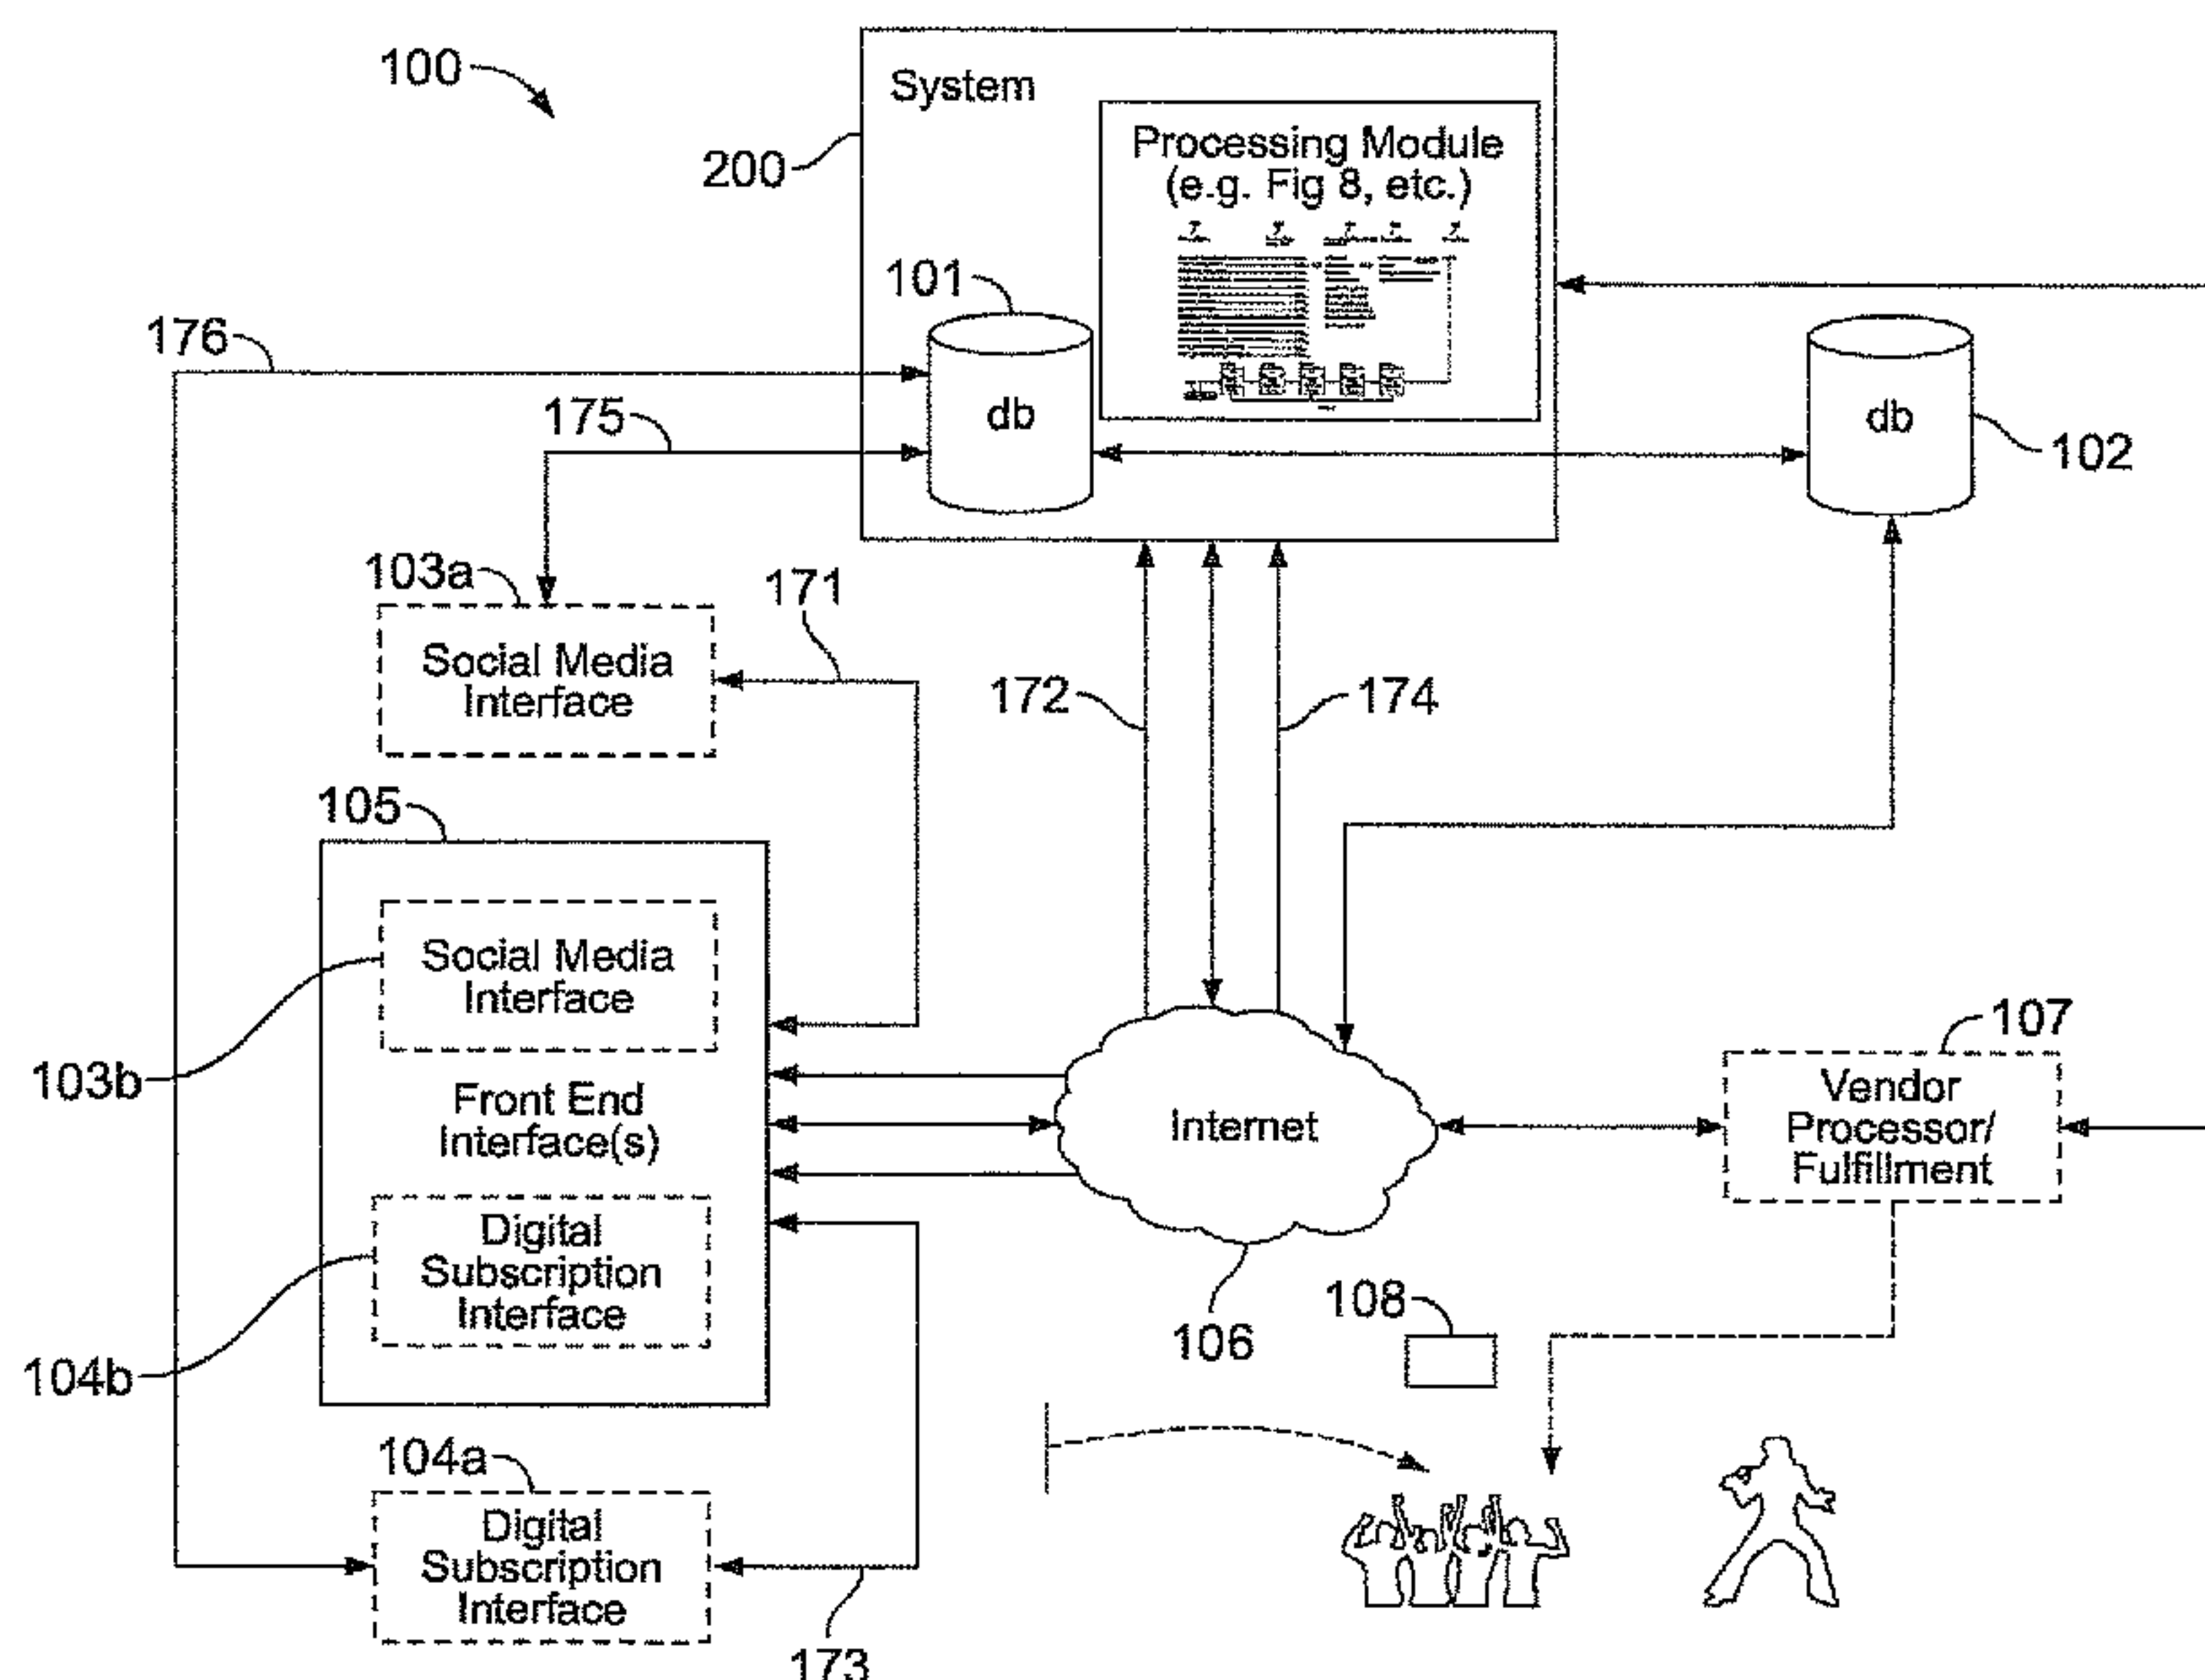 100
System
200
Processing Module
(e.g. Fig 8, etc.)
101
176
db
db
175
102
103a
171
Social Media
Interface
172
174
105
Social Media
Interface
107
103b
Front End
Interface(s)
Internet
Vendor
Processor/
Fulfillment
Digital
Subscription
Interface
108
104b
106
104a
Digital
Subscription
Interface
173